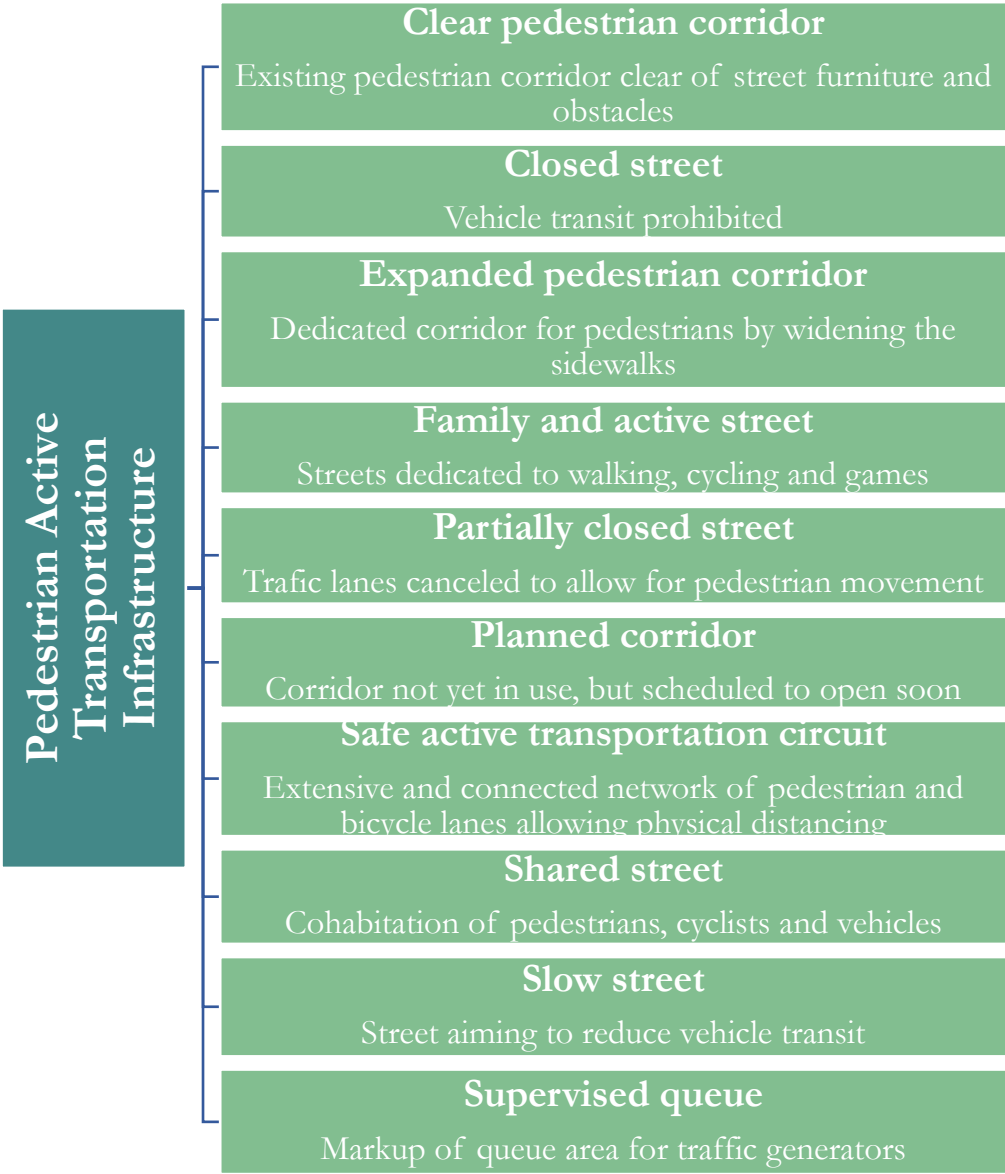 Pedestrian Active
Transportation
Infrastructure
Clear pedestrian corridor
Existing pedestrian corridor clear of street furniture and
obstacles
Closed street
Vehicle transit prohibited
Expanded pedestrian corridor
Dedicated corridor for pedestrians by widening the
sidewalks
Family and active street
Streets dedicated to walking, cycling and games
Partially closed street
Trafic lanes canceled to allow for pedestrian movement
Planned corridor
Corridor not yet in use, but scheduled to open soon
Safe active transportation circuit
Extensive and connected network of pedestrian and
bicycle lanes allowing physical distancing
Shared street
Cohabitation of pedestrians, cyclists and vehicles
Slow street
Street aiming to reduce vehicle transit
Supervised queue
Markup of queue area for traffic generators